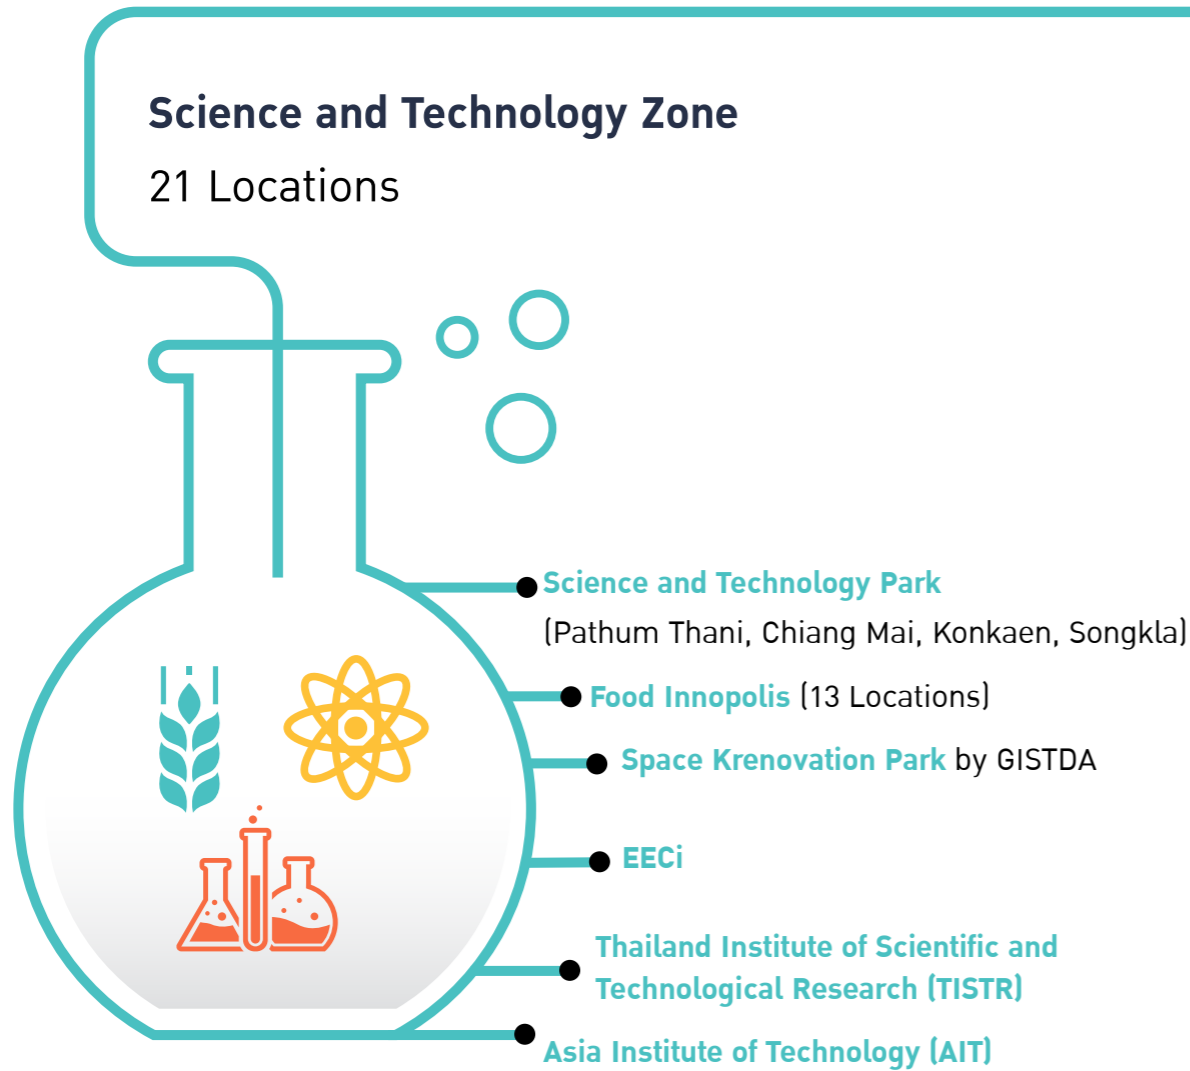 Science and Technology Zone
21 Locations
Science and Technology Park
(Pathum Thani, Chiang Mai, Konkaen, Songkla)
Food Innopolis (13 Locations)
Space Krenovation Park by GISTDA
EECi
Thailand Institute of Scientific and
Technological Research (TISTR)
Asia Institute of Technology (AIT)